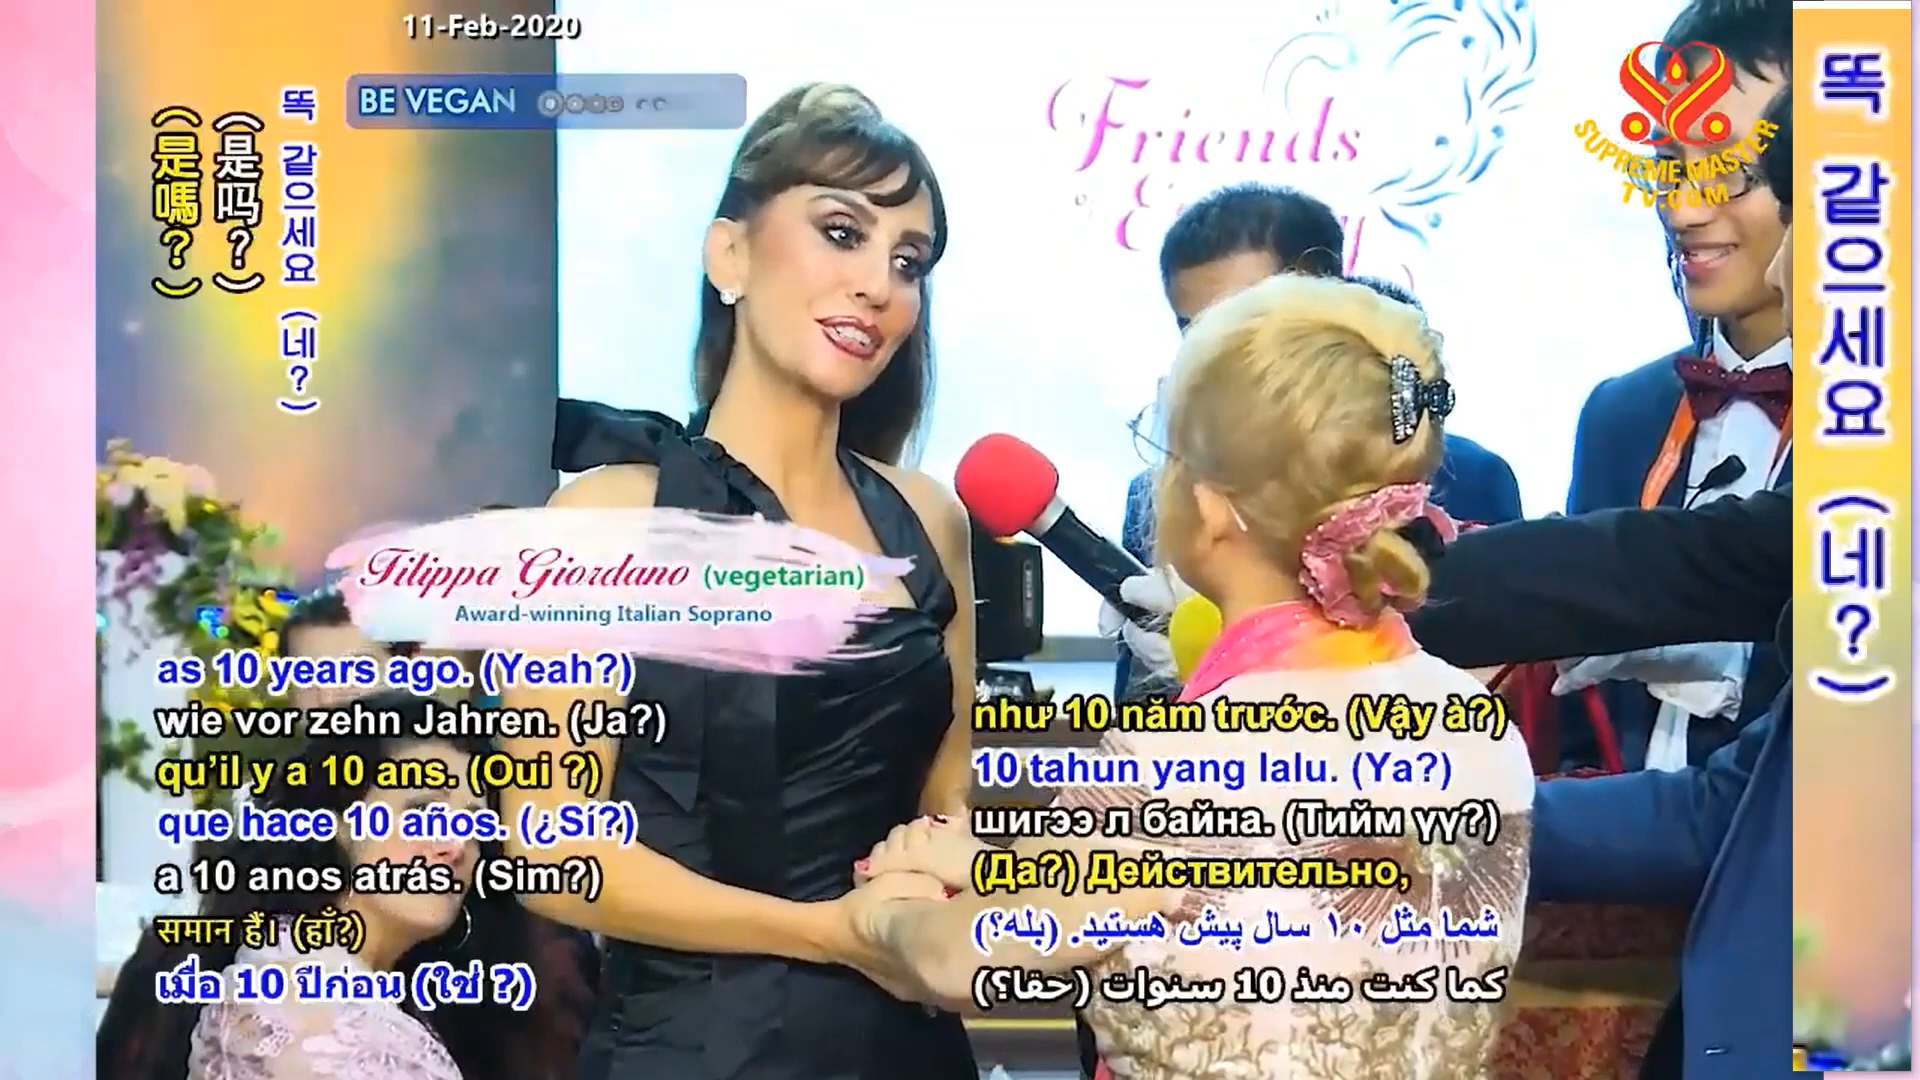 11-Feb-2020
BE VEGAN
똑 같으세요 (네?)
(是吗?)
(是嗎?)
Friends
SUPREME MASTER
TV.COM
똑 같으세요 (네?)
Filippa Giordano (vegetarian)
Award-winning Italian Soprano
as 10 years ago. (Yeah?)
wie vor zehn Jahren. (Ja?)
qu’il y a 10 ans. (Oui ?)
que hace 10 años. (¿Sí?)
a 10 anos atrás. (Sim?)
समान हैं। (हाँ?)
เมื่อ 10 ปีก่อน (ใช่ ?)
như 10 năm trước. (Vậy à?)
10 tahun yang lalu. (Ya?)
шигээ л байна. (Тийм үү?)
(Да?) Действительно,
شما مثل ۱۰ سال پیش هستید. (بله؟)
كما كنت منذ 10 سنوات (حقا؟)